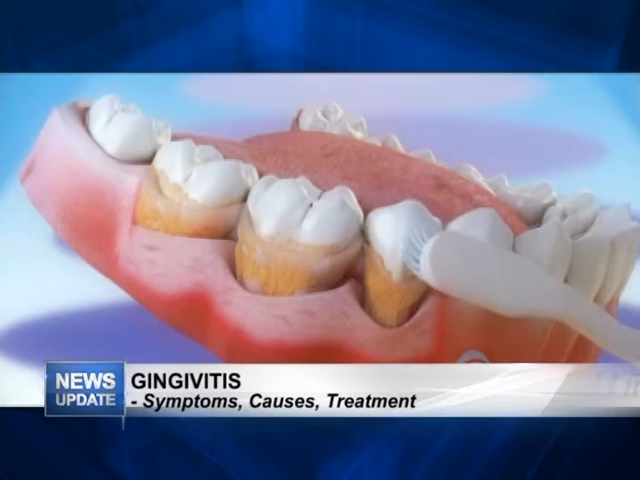 NEWS
UPDATE
GINGIVITIS
- Symptoms, Causes, Treatment